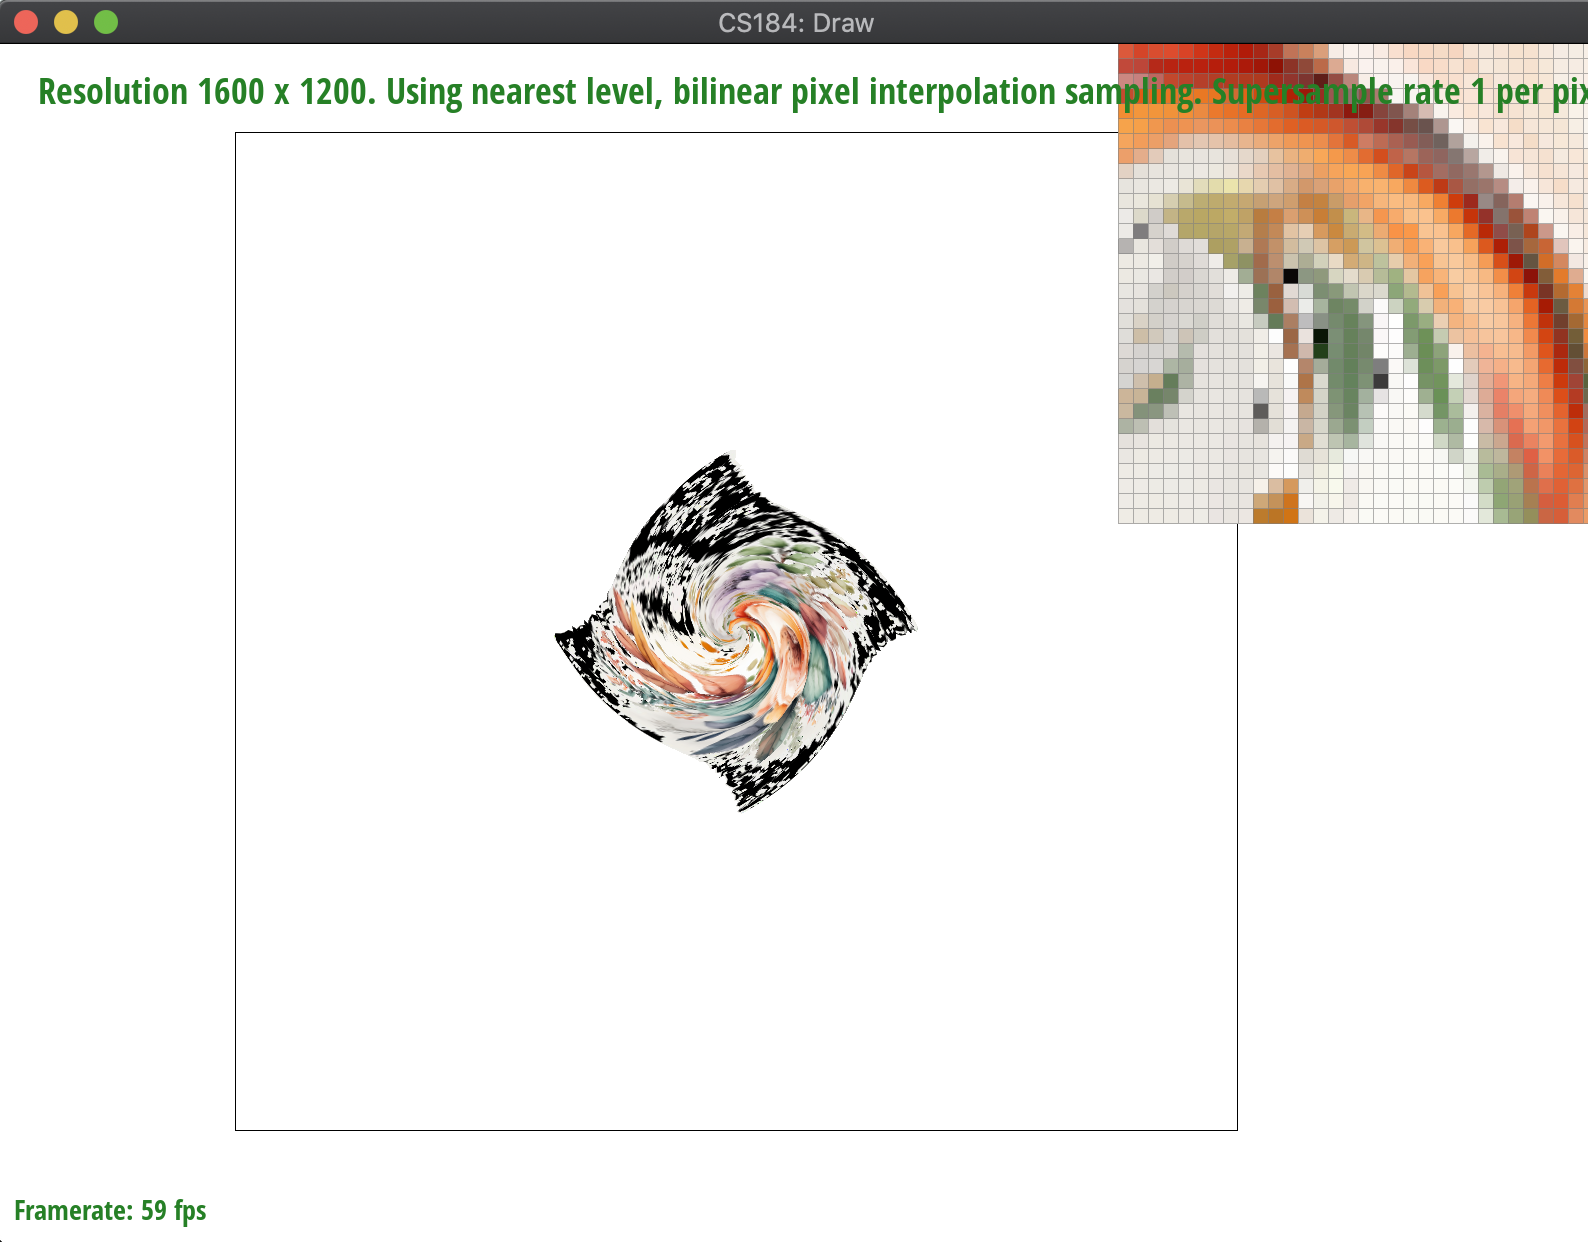 CS184: Draw
Resolution 1600 x 1200. Using nearest level, bilinear pixel interpolation sampling. Supersample rate 1 per
Framerate: 59 fps